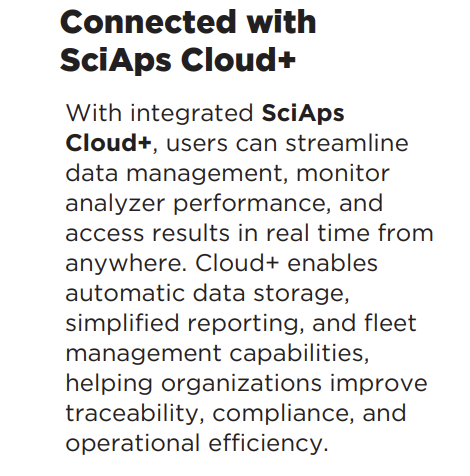 Connected with
SciAps Cloud+
With integrated SciAps
Cloud+, users can streamline
data management, monitor
analyzer performance, and
access results in real time from
anywhere. Cloud+ enables
automatic data storage,
simplified reporting, and fleet
management capabilities,
helping organizations improve
traceability, compliance, and
operational efficiency.